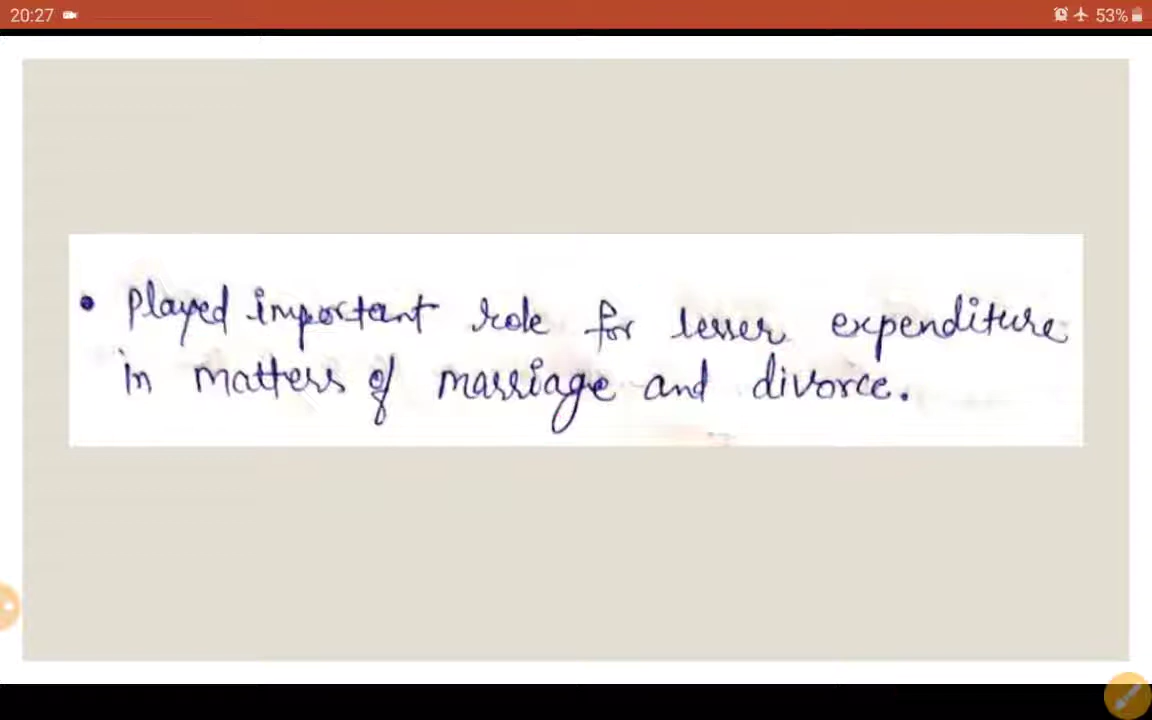 20:27 53%
• Played important role for lesser expenditure
in matters of marriage and divorce.